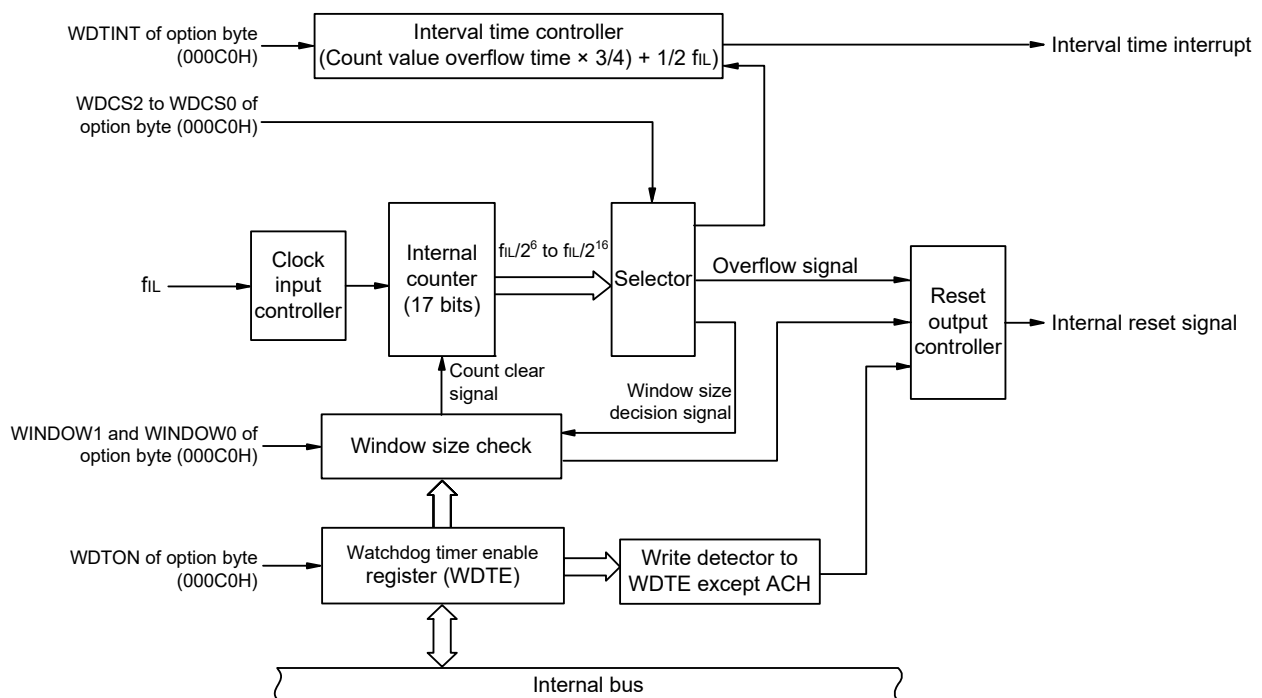 WDTINT of option byte
(000C0H)
Interval time controller
(Count value overflow time × 3/4) + 1/2 fIL)
Interval time interrupt
WDCS2 to WDCS0 of
option byte (000C0H)
fIL
Clock
input
controller
Internal
counter
(17 bits)
fIL/2⁶ to fIL/2¹⁶
Selector
Overflow signal
Reset
output
controller
Internal reset signal
Count clear
signal
Window size
decision signal
WINDOW1 and WINDOW0 of
option byte (000C0H)
Window size check
WDTON of option byte
(000C0H)
Watchdog timer enable
register (WDTE)
Write detector to
WDTE except ACH
Internal bus